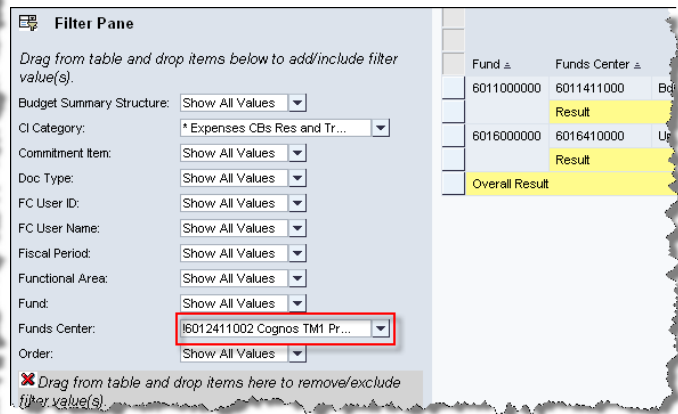 Filter Pane
Drag from table and drop items below to add/include filter
value(s).
Budget Summary Structure: Show All Values
CI Category: * Expenses CBs Res and Tr...
Commitment Item: Show All Values
Doc Type: Show All Values
FC User ID: Show All Values
FC User Name: Show All Values
Fiscal Period: Show All Values
Functional Area: Show All Values
Fund: Show All Values
Funds Center: !6012411002 Cognos TM1 Pr...
Order: Show All Values
Drag from table and drop items here to remove/exclude
filter value(s).
Fund Funds Center
6011000000 6011411000
Result
6016000000 6016410000
Result
Overall Result